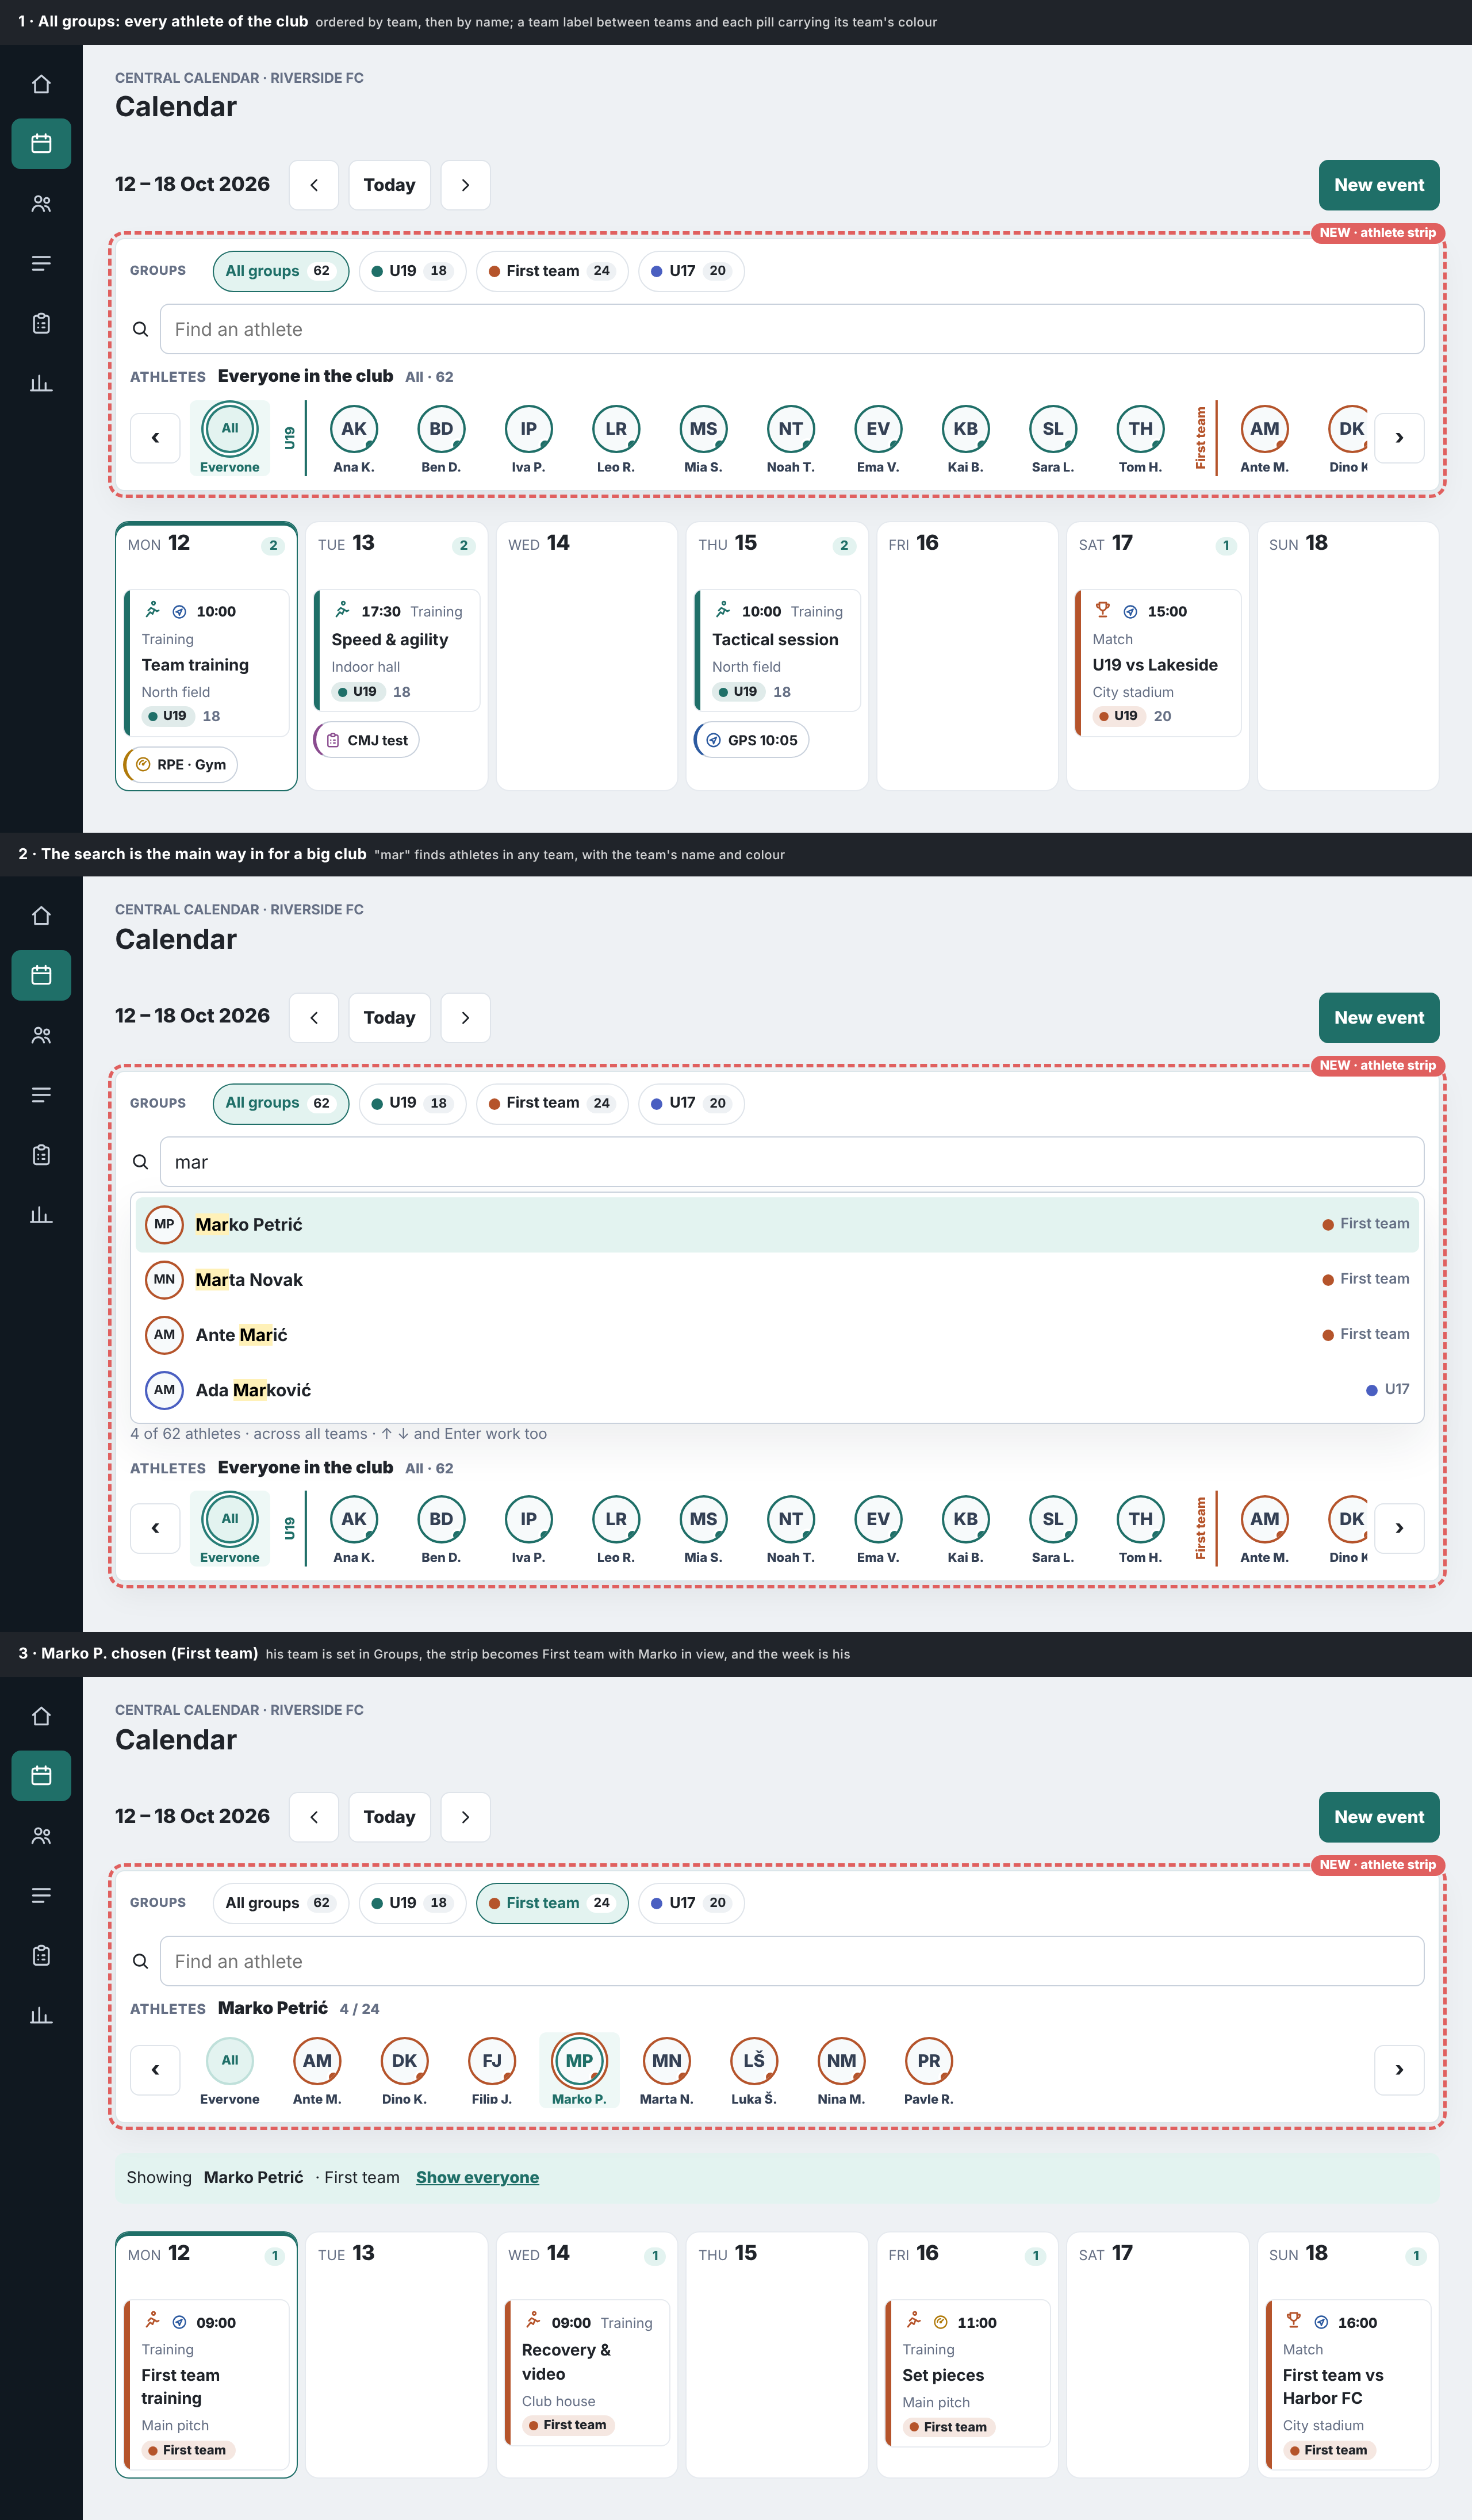 1 · All groups: every athlete of the club ordered by team, then by name; a team label between teams and each pill carrying its team's colour
CENTRAL CALENDAR · RIVERSIDE FC
Calendar
12 – 18 Oct 2026 Today New event
NEW · athlete strip
GROUPS All groups 62 U19 18 First team 24 U17 20
Find an athlete
ATHLETES Everyone in the club All · 62
All U19 AK BD IP LR MS NT EV KB SL TH First team AM DK
Everyone Ana K. Ben D. Iva P. Leo R. Mia S. Noah T. Ema V. Kai B. Sara L. Tom H. Ante M. Dino K
MON 12 2 TUE 13 2 WED 14 THU 15 2 FRI 16 SAT 17 1 SUN 18
10:00 17:30 Training 10:00 Training 15:00
Training Speed & agility Tactical session Match
Team training Indoor hall North field U19 vs Lakeside
North field U19 18 U19 18 City stadium
U19 18 CMJ test GPS 10:05 U19 20
RPE · Gym
2 · The search is the main way in for a big club "mar" finds athletes in any team, with the team's name and colour
CENTRAL CALENDAR · RIVERSIDE FC
Calendar
12 – 18 Oct 2026 Today New event
NEW · athlete strip
GROUPS All groups 62 U19 18 First team 24 U17 20
mar
MP Marko Petrić First team
MN Marta Novak First team
AM Ante Marić First team
AM Ada Marković U17
4 of 62 athletes · across all teams · ↑ ↓ and Enter work too
ATHLETES Everyone in the club All · 62
All U19 AK BD IP LR MS NT EV KB SL TH First team AM DK
Everyone Ana K. Ben D. Iva P. Leo R. Mia S. Noah T. Ema V. Kai B. Sara L. Tom H. Ante M. Dino K
3 · Marko P. chosen (First team) his team is set in Groups, the strip becomes First team with Marko in view, and the week is his
CENTRAL CALENDAR · RIVERSIDE FC
Calendar
12 – 18 Oct 2026 Today New event
NEW · athlete strip
GROUPS All groups 62 U19 18 First team 24 U17 20
Find an athlete
ATHLETES Marko Petrić 4 / 24
All AM DK FJ MP MN LŠ NM PR
Everyone Ante M. Dino K. Filip J. Marko P. Marta N. Luka Š. Nina M. Pavle R.
Showing Marko Petrić · First team Show everyone
MON 12 1 TUE 13 WED 14 1 THU 15 FRI 16 1 SAT 17 SUN 18 1
09:00 09:00 Training 11:00 16:00
Training Recovery & Training Match
First team video Set pieces First team vs
training Club house Main pitch Harbor FC
Main pitch First team First team City stadium
First team First team